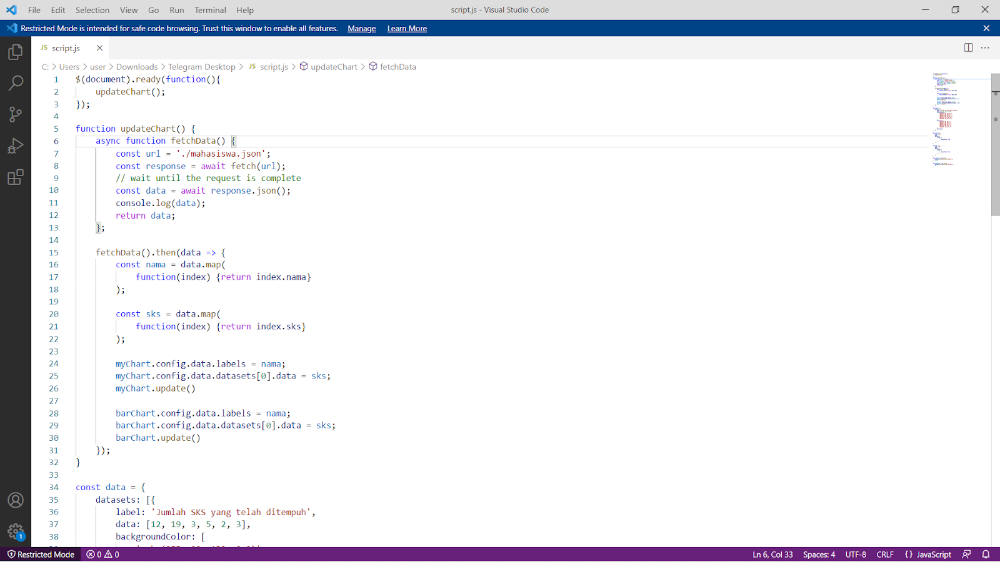 File Edit Selection View Go Run Terminal Help script.js - Visual Studio Code
Restricted Mode is intended for safe code browsing. Trust this window to enable all features. Manage Learn More
JS script.js
C: > Users > user > Downloads > Telegram Desktop > JS script.js > updateChart > fetchData
1 $(document).ready(function(){
2 updateChart();
3 });
4
5 function updateChart() {
6 async function fetchData() {
7 const url = './mahasiswa.json';
8 const response = await fetch(url);
9 // wait until the request is complete
10 const data = await response.json();
11 console.log(data);
12 return data;
13 };
14
15 fetchData().then(data => {
16 const nama = data.map(
17 function(index) {return index.nama}
18 );
19
20 const sks = data.map(
21 function(index) {return index.sks}
22 );
23
24 myChart.config.data.labels = nama;
25 myChart.config.data.datasets[0].data = sks;
26 myChart.update()
27
28 barChart.config.data.labels = nama;
29 barChart.config.data.datasets[0].data = sks;
30 barChart.update()
31 });
32 }
33
34 const data = {
35 datasets: [{
36 label: 'Jumlah SKS yang telah ditempuh',
37 data: [12, 19, 3, 5, 2, 3],
38 backgroundColor: [
1
Restricted Mode 0 0 Ln 6, Col 33 Spaces: 4 UTF-8 CRLF {} JavaScript